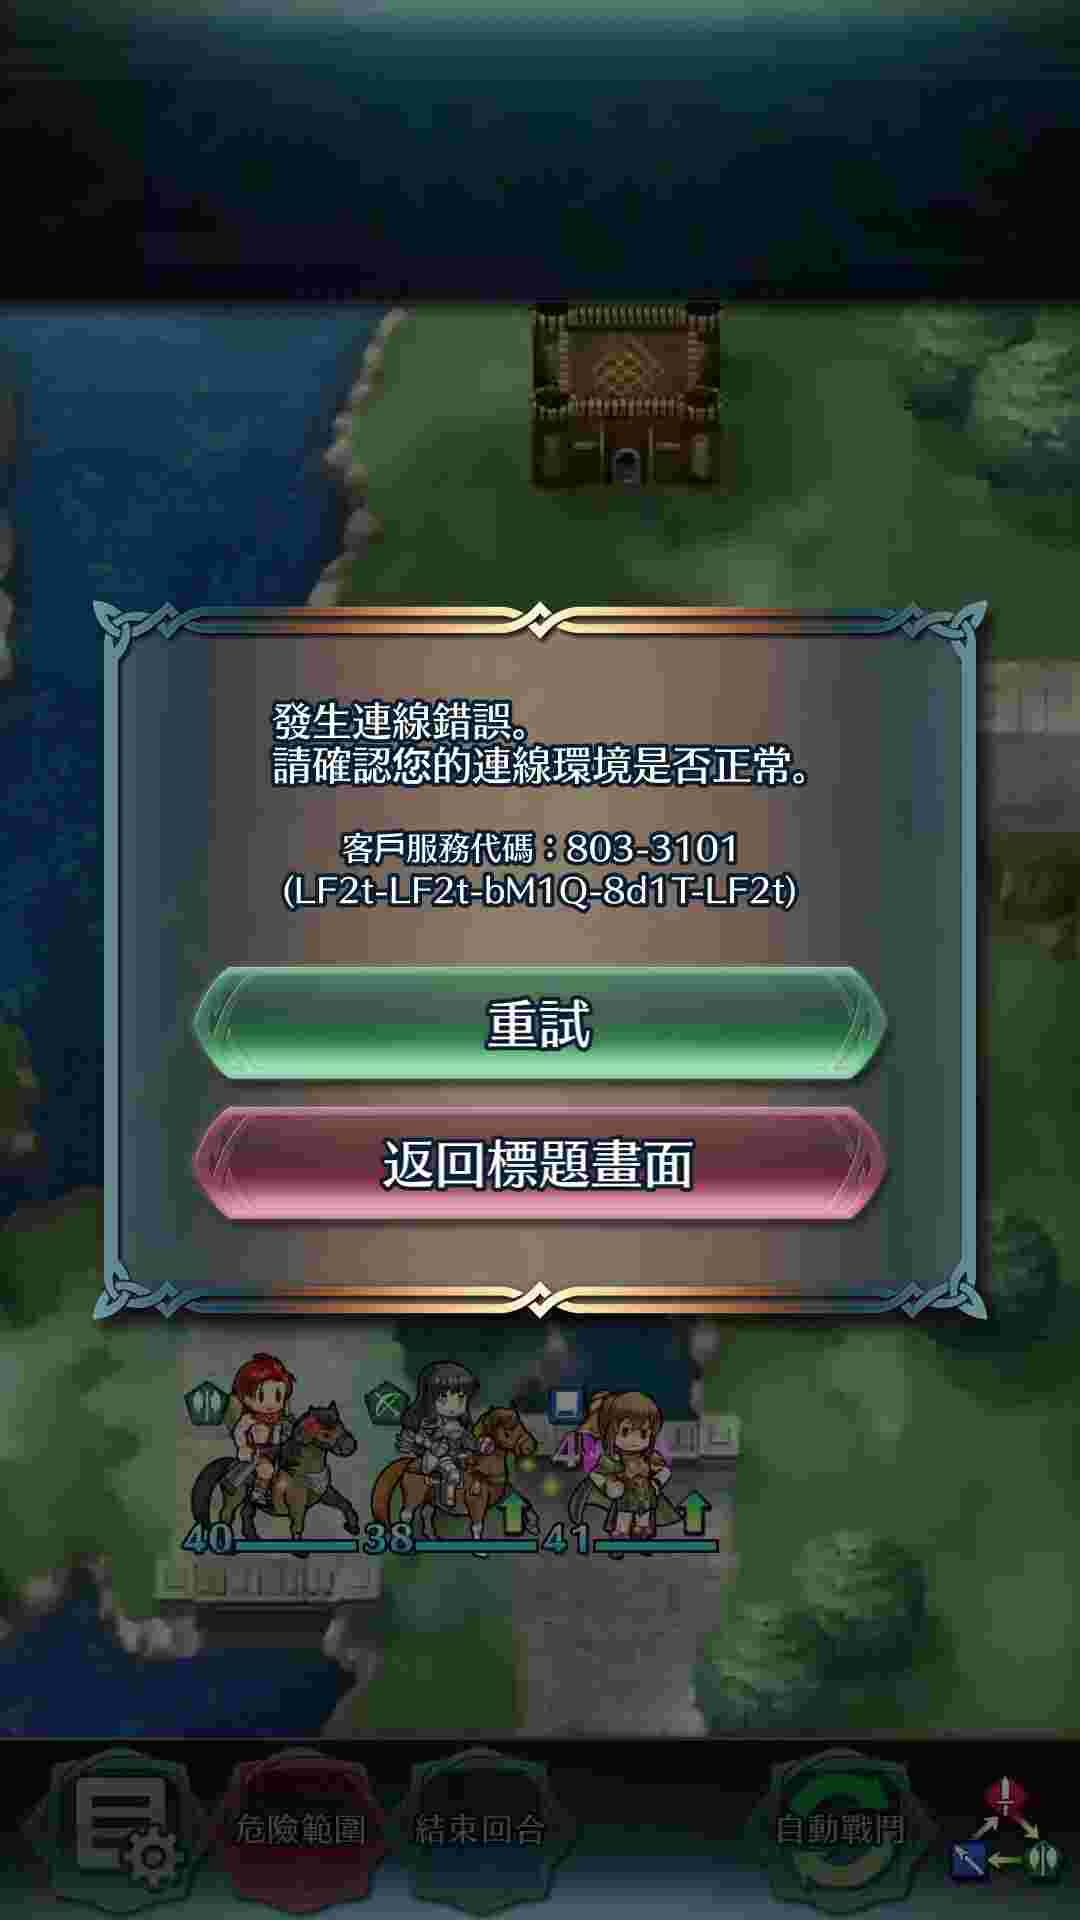 發生連線錯誤。
請確認您的連線環境是否正常。
客戶服務代碼：803-3101
(LF2t-LF2t-bM1Q-8d1T-LF2t)
重試
返回標題畫面
40 38 41
危險範圍 結束回合 自動戰鬥